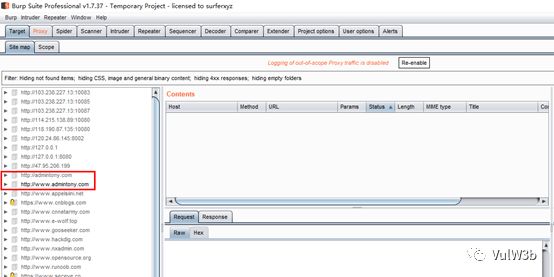 Burp Suite Professional v1.7.37 - Temporary Project - licensed to surferxyz
Burp Intruder Repeater Window Help
Target Proxy Spider Scanner Intruder Repeater Sequencer Decoder Comparer Extender Project options User options Alerts
Site map Scope
Logging of out-of-scope Proxy traffic is disabled Re-enable
Filter: Hiding not found items; hiding CSS, image and general binary content; hiding 4xx responses; hiding empty folders
http://103.238.227.13:10083
http://103.238.227.13:10085
http://103.238.227.13:10087
http://114.215.138.89:10080
http://118.190.87.135:10080
http://120.24.86.145:8002
http://127.0.0.1
http://127.0.0.1:8080
http://47.95.206.199
http://admintony.com
http://www.admintony.com
http://www.appelsiini.net
https://www.cnblogs.com
http://www.cnnetarmy.com
http://www.e-wolf.top
http://www.gooseeker.com
http://www.hackdig.com
http://www.nxadmin.com
http://www.opensource.org
http://www.runoob.com
Contents
Host Method URL Params Status Length MIME type Title
Request Response
Raw Hex
VulW3b